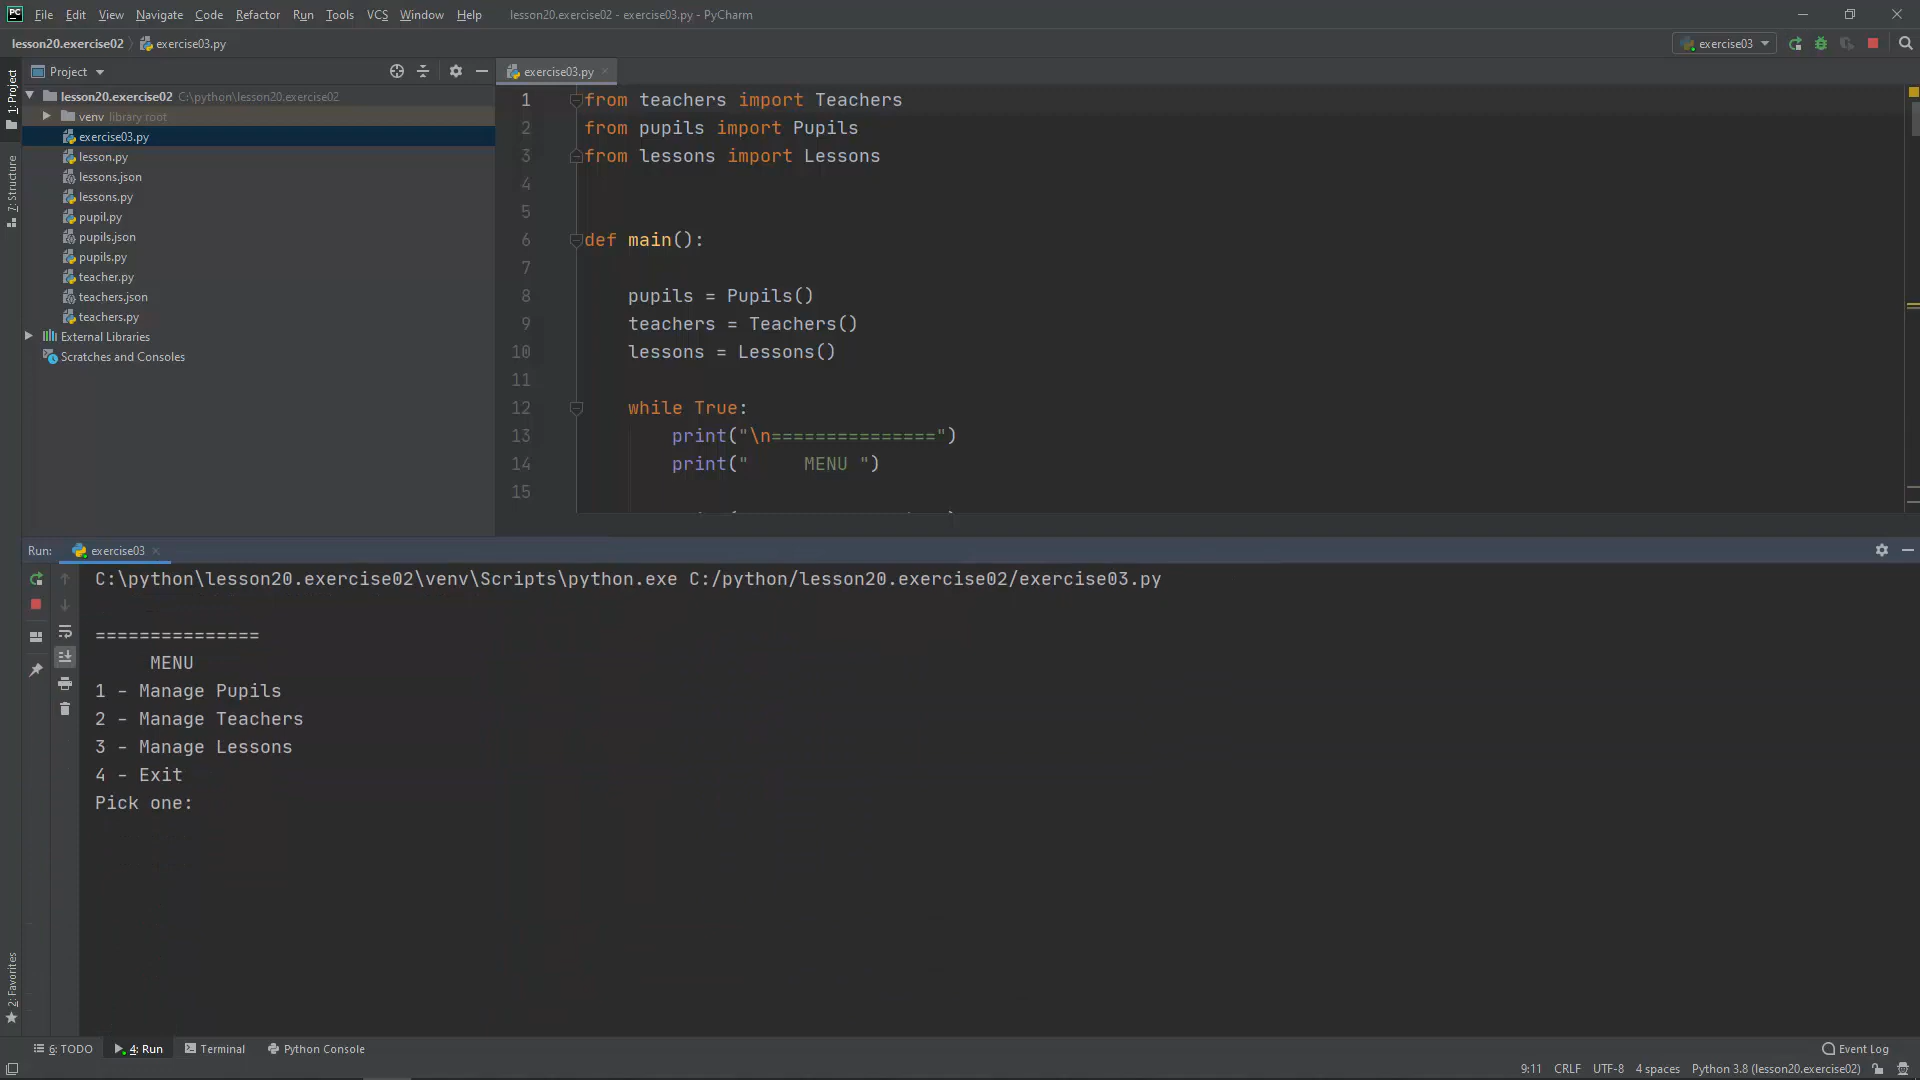 PC File Edit View Navigate Code Refactor Run Tools VCS Window Help lesson20.exercise02 - exercise03.py - PyCharm
lesson20.exercise02 exercise03.py exercise03
1: Project
7: Structure
2: Favorites
Project
lesson20.exercise02 C:\python\lesson20.exercise02
venv library root
exercise03.py
lesson.py
lessons.json
lessons.py
pupil.py
pupils.json
pupils.py
teacher.py
teachers.json
teachers.py
External Libraries
Scratches and Consoles
exercise03.py
1 from teachers import Teachers
2 from pupils import Pupils
3 from lessons import Lessons
4
5
6 def main():
7
8 pupils = Pupils()
9 teachers = Teachers()
10 lessons = Lessons()
11
12 while True:
13 print("\n===============")
14 print("     MENU ")
15
Run: exercise03
C:\python\lesson20.exercise02\venv\Scripts\python.exe C:/python/lesson20.exercise02/exercise03.py
===============
MENU
1 - Manage Pupils
2 - Manage Teachers
3 - Manage Lessons
4 - Exit
Pick one:
6: TODO 4: Run Terminal Python Console Event Log
9:11 CRLF UTF-8 4 spaces Python 3.8 (lesson20.exercise02)